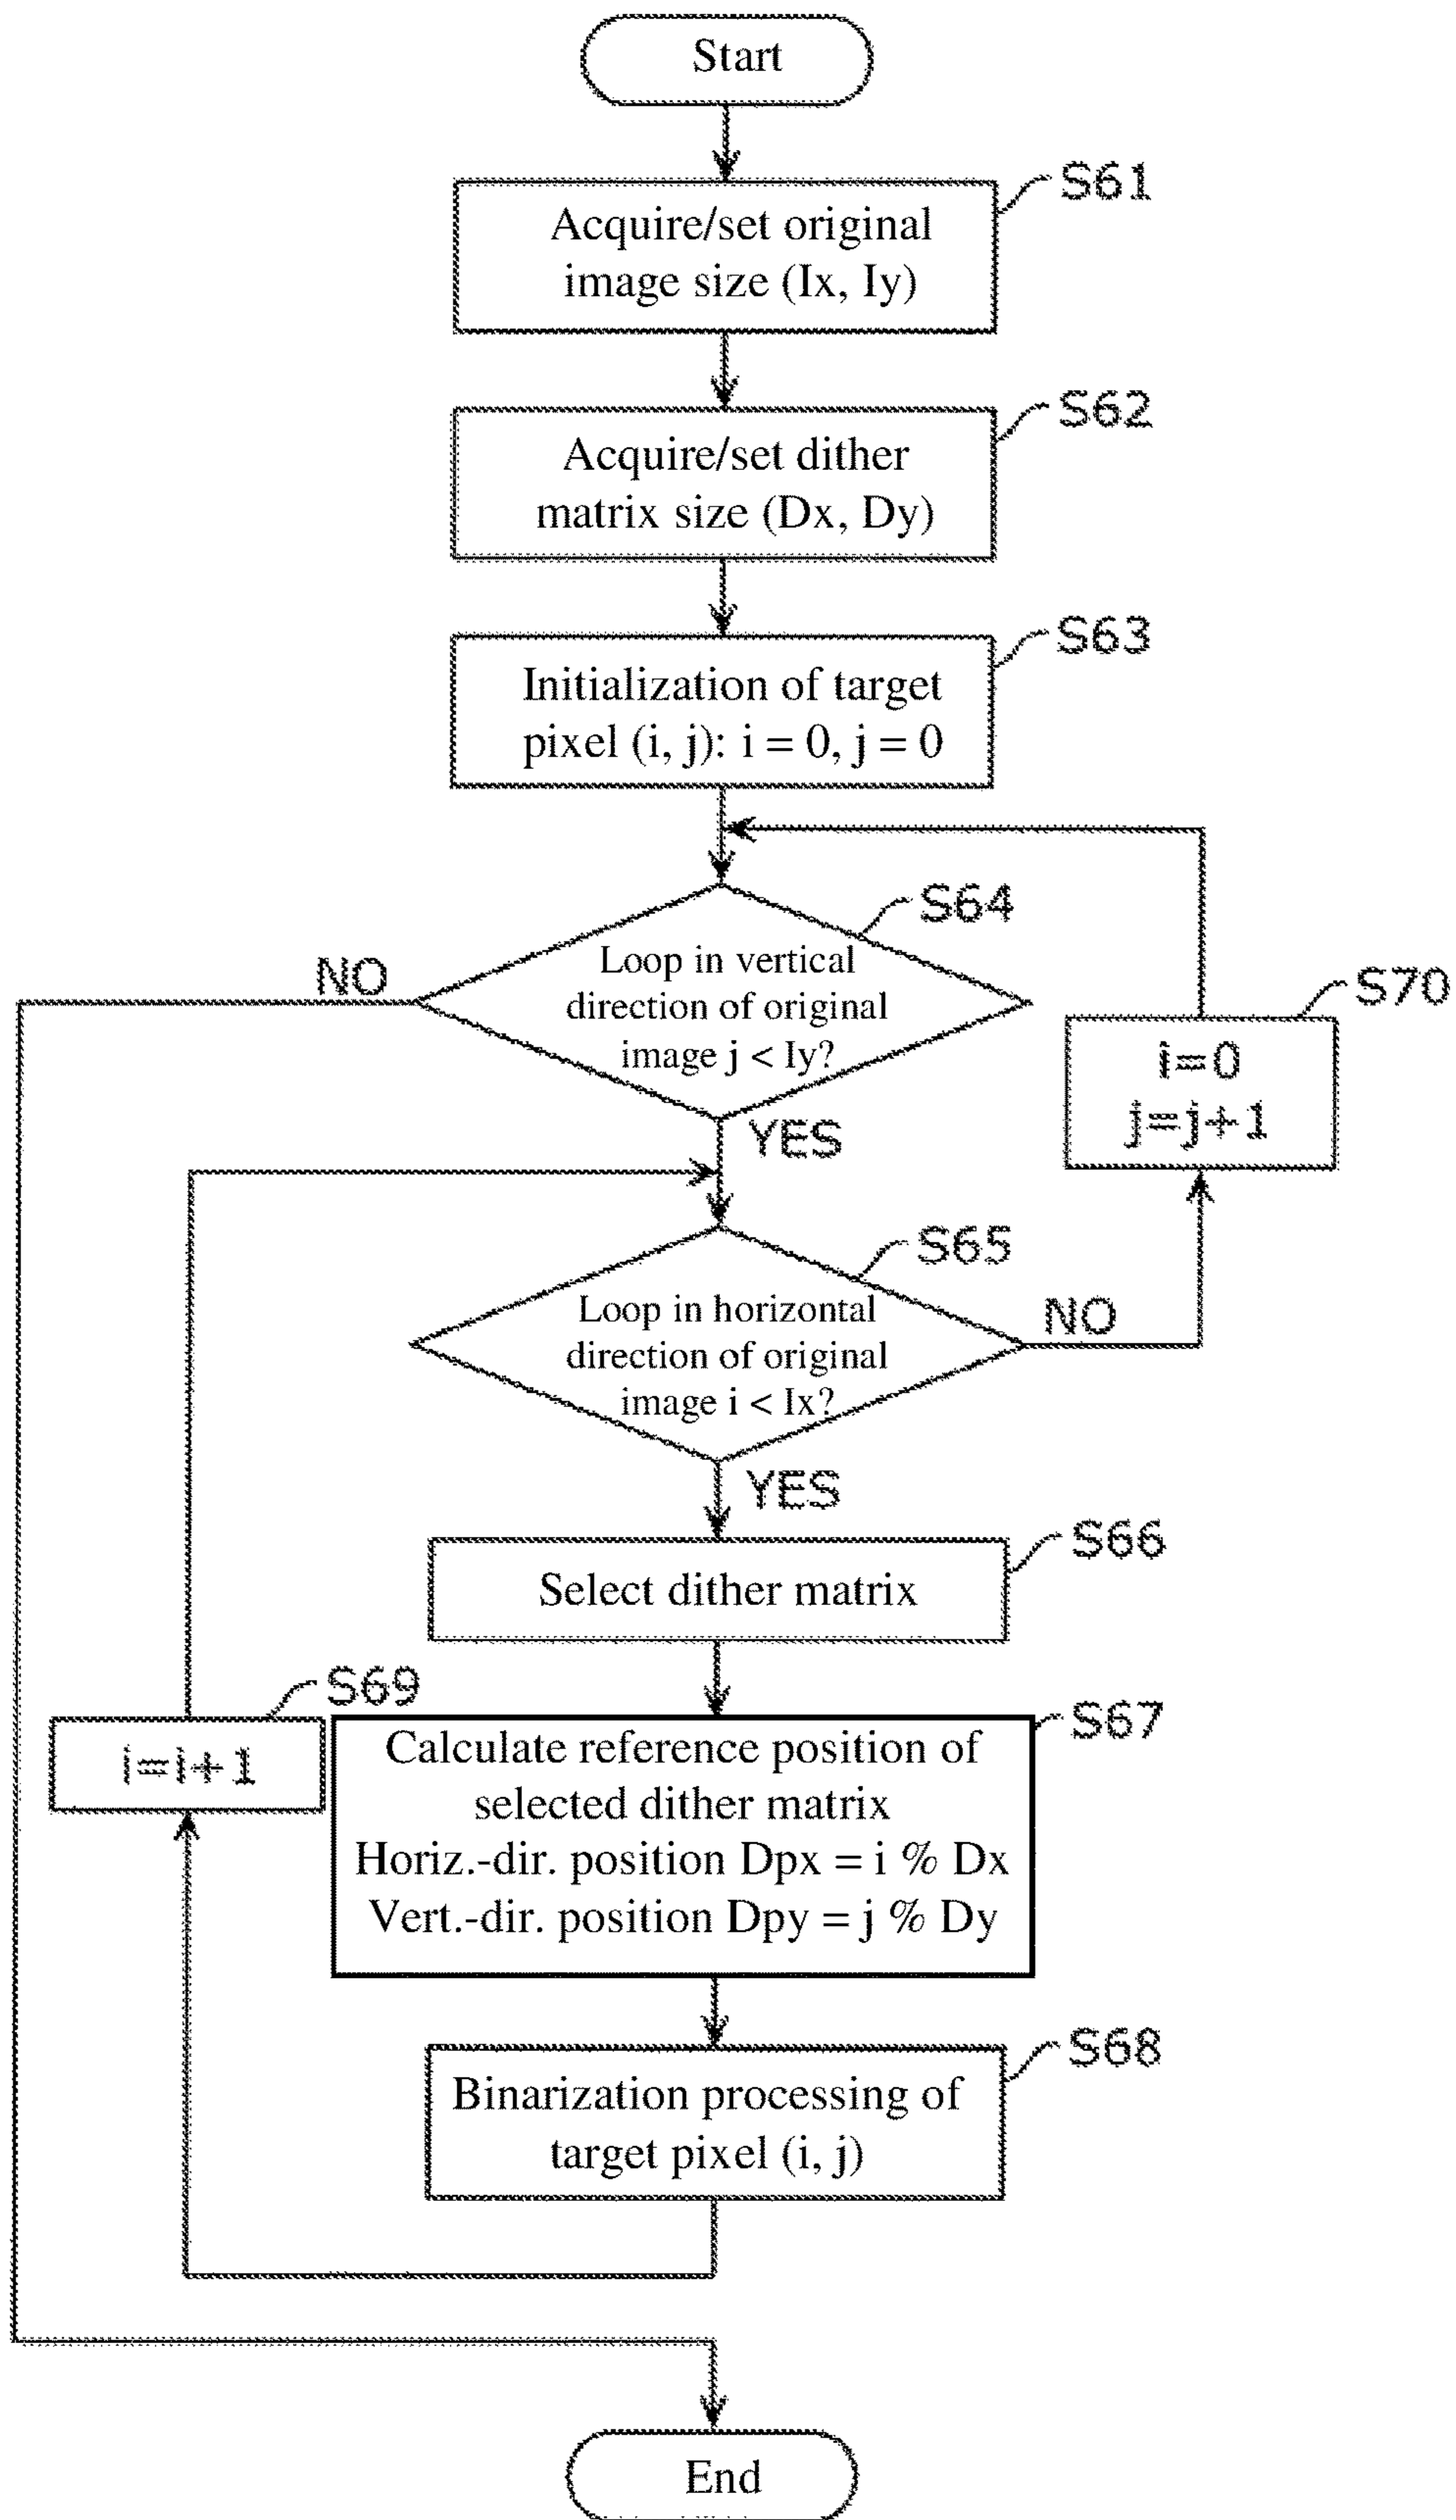 Start
S61
Acquire/set original
image size (Ix, Iy)
S62
Acquire/set dither
matrix size (Dx, Dy)
S63
Initialization of target
pixel (i, j): i = 0, j = 0
S64
Loop in vertical
direction of original
image j < Iy?
NO
YES
S70
i=0
j=j+1
S65
Loop in horizontal
direction of original
image i < Ix?
NO
YES
S66
Select dither matrix
S69
i=i+1
S67
Calculate reference position of
selected dither matrix
Horiz.-dir. position Dpx = i % Dx
Vert.-dir. position Dpy = j % Dy
S68
Binarization processing of
target pixel (i, j)
End